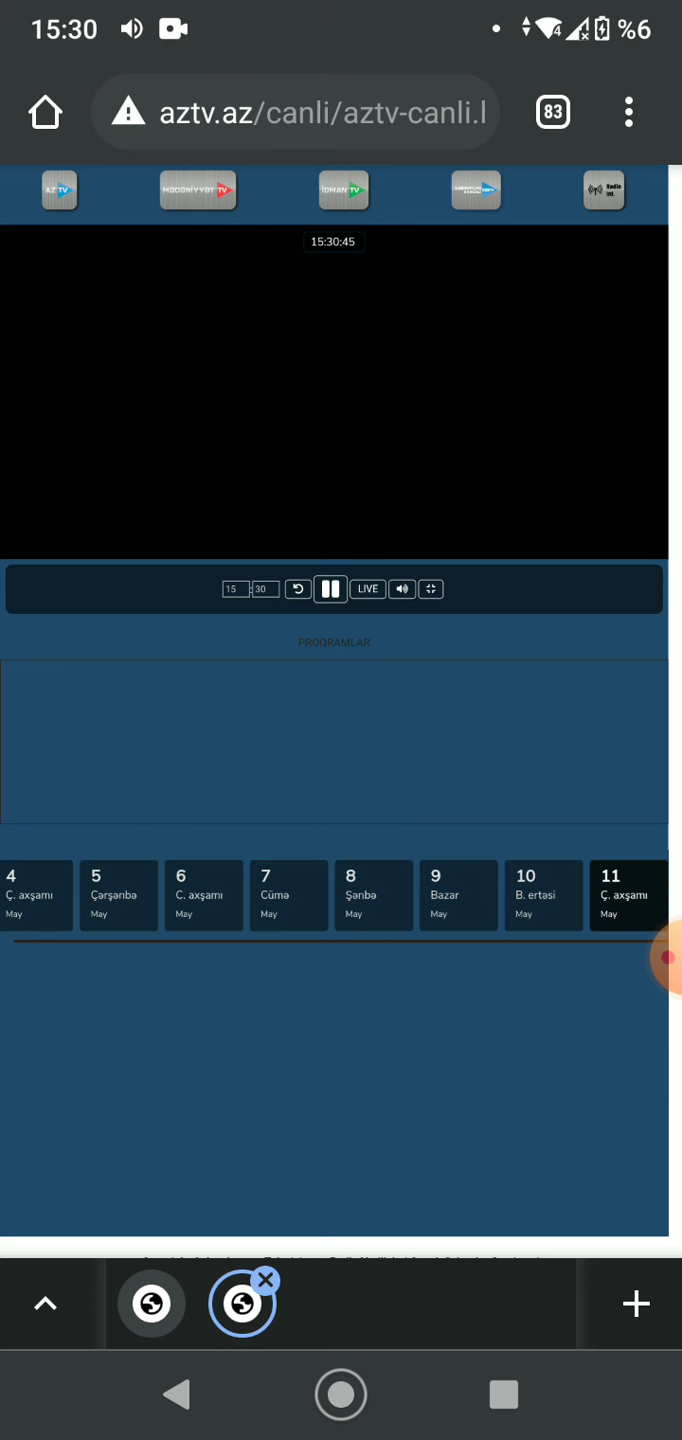 15:30
4
%6
aztv.az/canli/aztv-canli.l
83
AZ TV
MƏDƏNİYYƏT TV
İDMAN TV
Radio
Int.
15:30:45
15:30
LIVE
PROQRAMLAR
4 5 6 7 8 9 10 11
Ç. axşamı Çərşənbə C. axşamı Cümə Şənbə Bazar B. ertəsi Ç. axşamı
May May May May May May May May